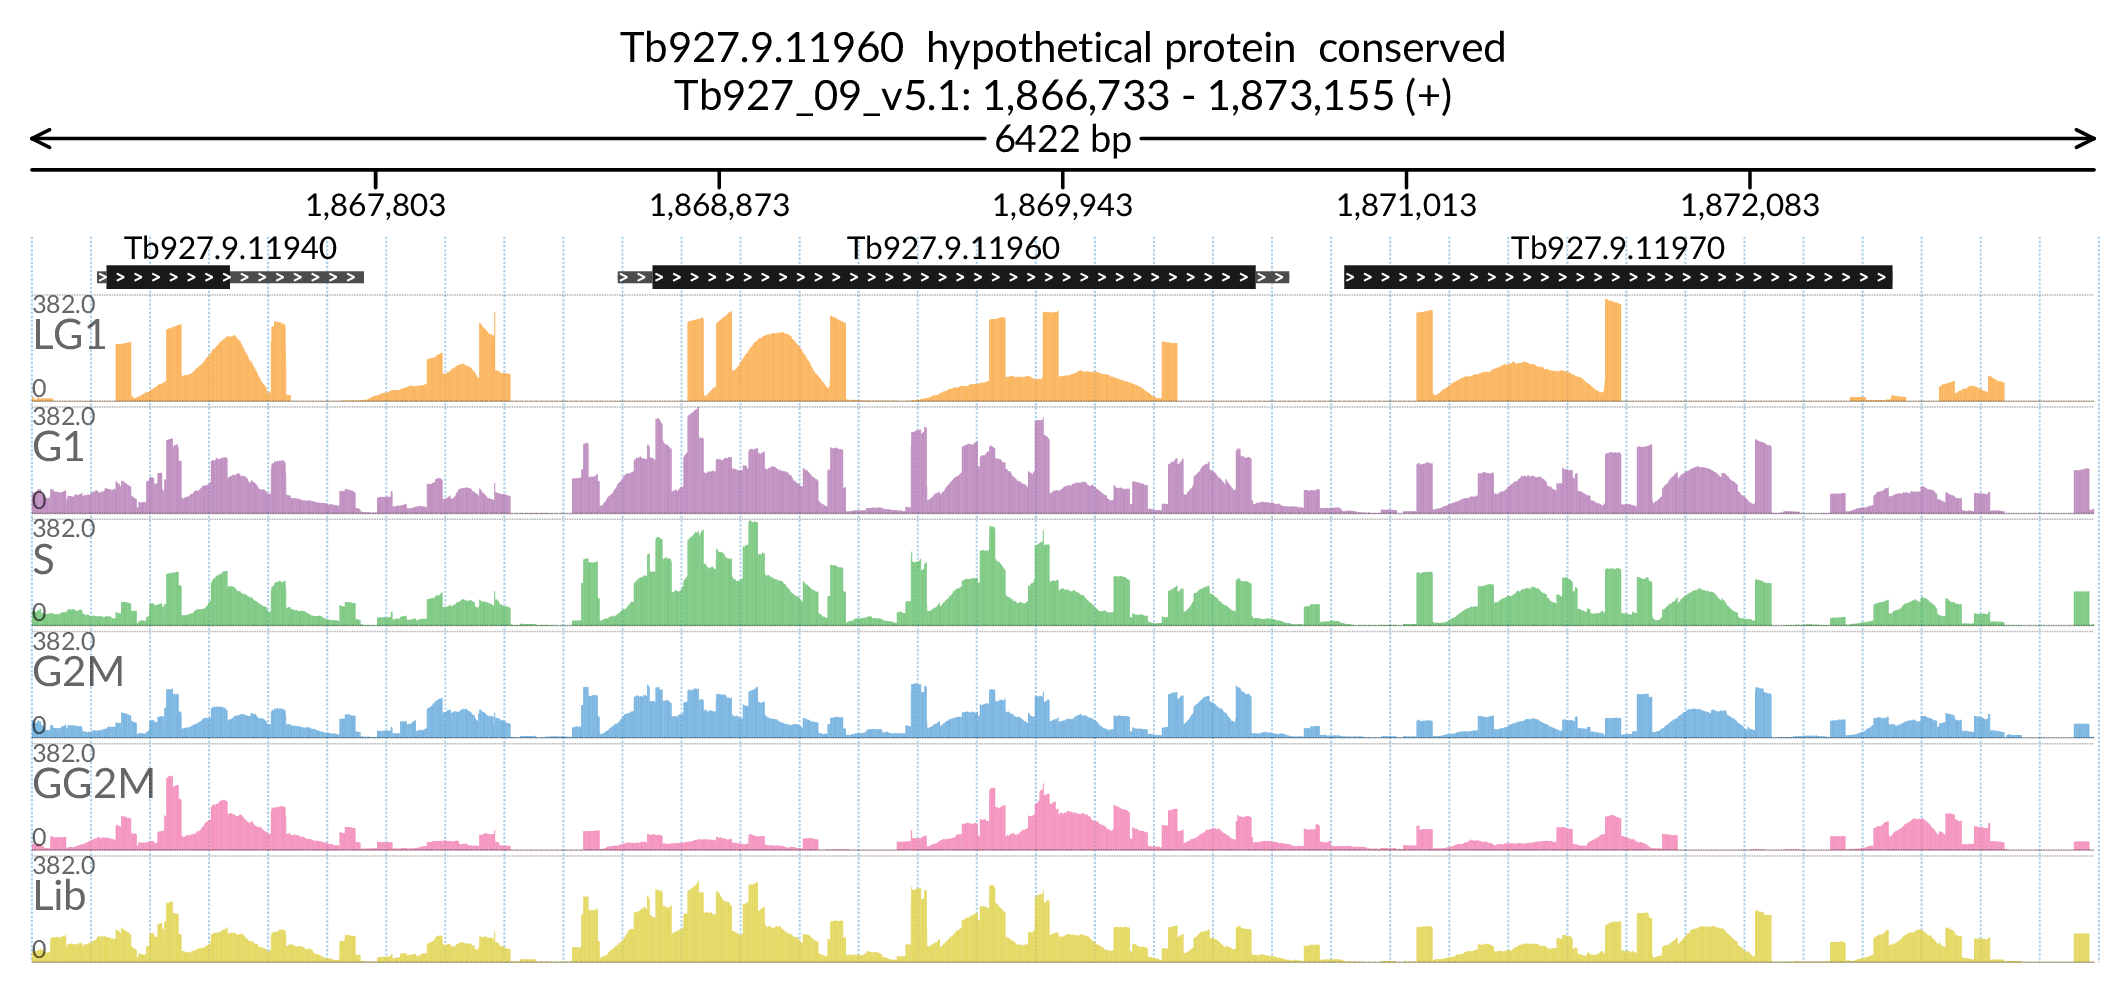 Tb927.9.11960  hypothetical protein  conserved
Tb927_09_v5.1: 1,866,733 - 1,873,155 (+)
6422 bp
1,867,803 1,868,873 1,869,943 1,871,013 1,872,083
Tb927.9.11940 Tb927.9.11960 Tb927.9.11970
382.0
LG1
0
382.0
G1
0
382.0
S
0
382.0
G2M
0
382.0
GG2M
0
382.0
Lib
0